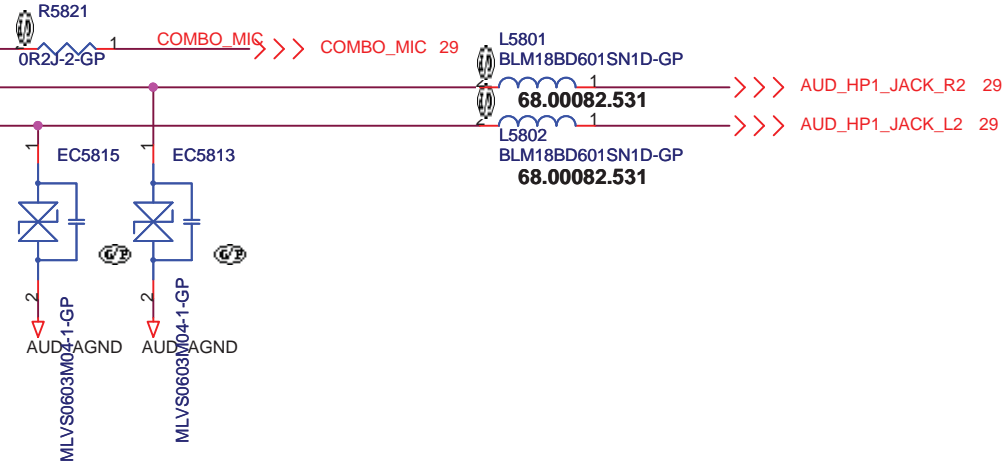 R5821
2
1
0R2J-2-GP
COMBO_MIC
COMBO_MIC 29
L5801
BLM18BD601SN1D-GP
2
1
68.00082.531
AUD_HP1_JACK_R2 29
2
1
L5802
BLM18BD601SN1D-GP
68.00082.531
AUD_HP1_JACK_L2 29
1
EC5815
1
EC5813
G/P
G/P
2
2
AUD_AGND
AUD_AGND
MLVS0603M04-1-GP
MLVS0603M04-1-GP